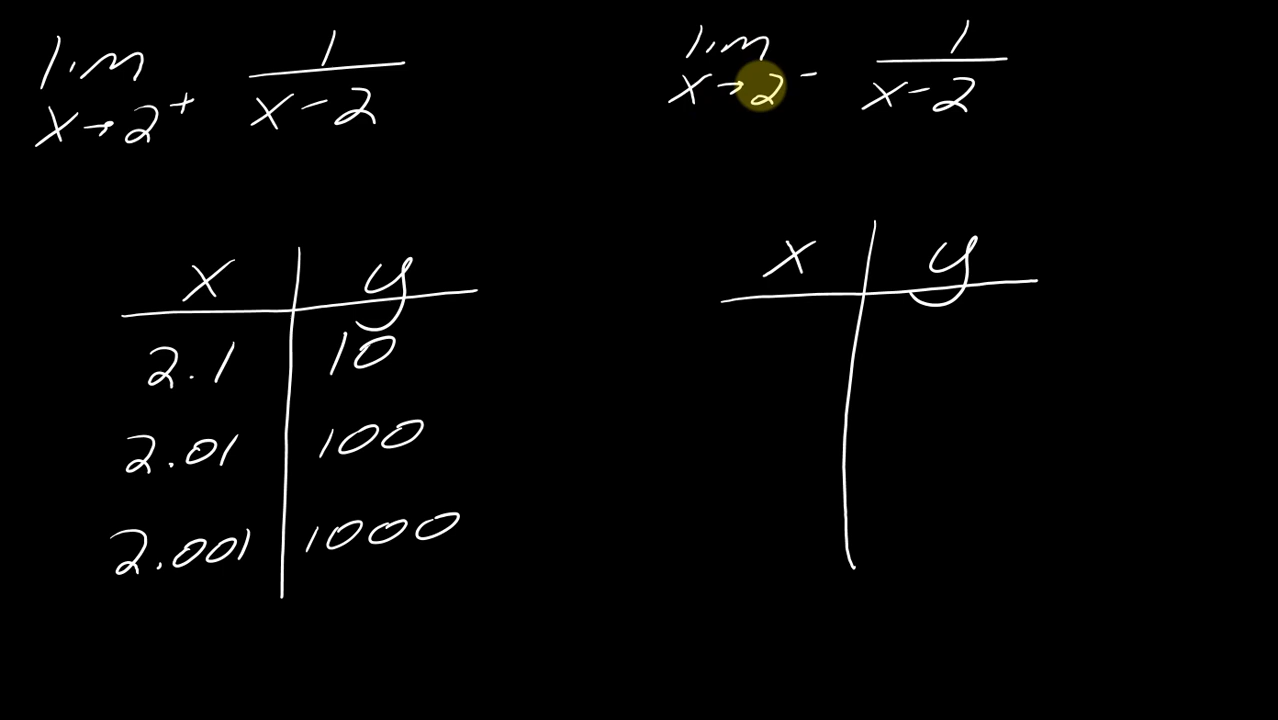 lim x→2⁺ 1/(x-2)
lim x→2⁻ 1/(x-2)
x y
2.1 10
2.01 100
2.001 1000
x y